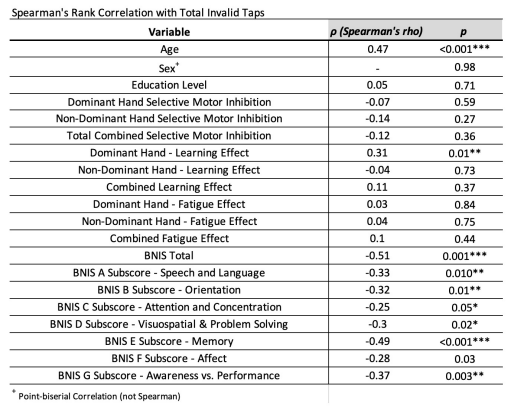 Spearman's Rank Correlation with Total Invalid Taps
Variable ρ (Spearman's rho) p
Age 0.47 <0.001***
Sex+ - 0.98
Education Level 0.05 0.71
Dominant Hand Selective Motor Inhibition -0.07 0.59
Non-Dominant Hand Selective Motor Inhibition -0.14 0.27
Total Combined Selective Motor Inhibition -0.12 0.36
Dominant Hand - Learning Effect 0.31 0.01**
Non-Dominant Hand - Learning Effect -0.04 0.73
Combined Learning Effect 0.11 0.37
Dominant Hand - Fatigue Effect 0.03 0.84
Non-Dominant Hand - Fatigue Effect 0.04 0.75
Combined Fatigue Effect 0.1 0.44
BNIS Total -0.51 0.001***
BNIS A Subscore - Speech and Language -0.33 0.010**
BNIS B Subscore - Orientation -0.32 0.01**
BNIS C Subscore - Attention and Concentration -0.25 0.05*
BNIS D Subscore - Visuospatial & Problem Solving -0.3 0.02*
BNIS E Subscore - Memory -0.49 <0.001***
BNIS F Subscore - Affect -0.28 0.03
BNIS G Subscore - Awareness vs. Performance -0.37 0.003**
+ Point-biserial Correlation (not Spearman)